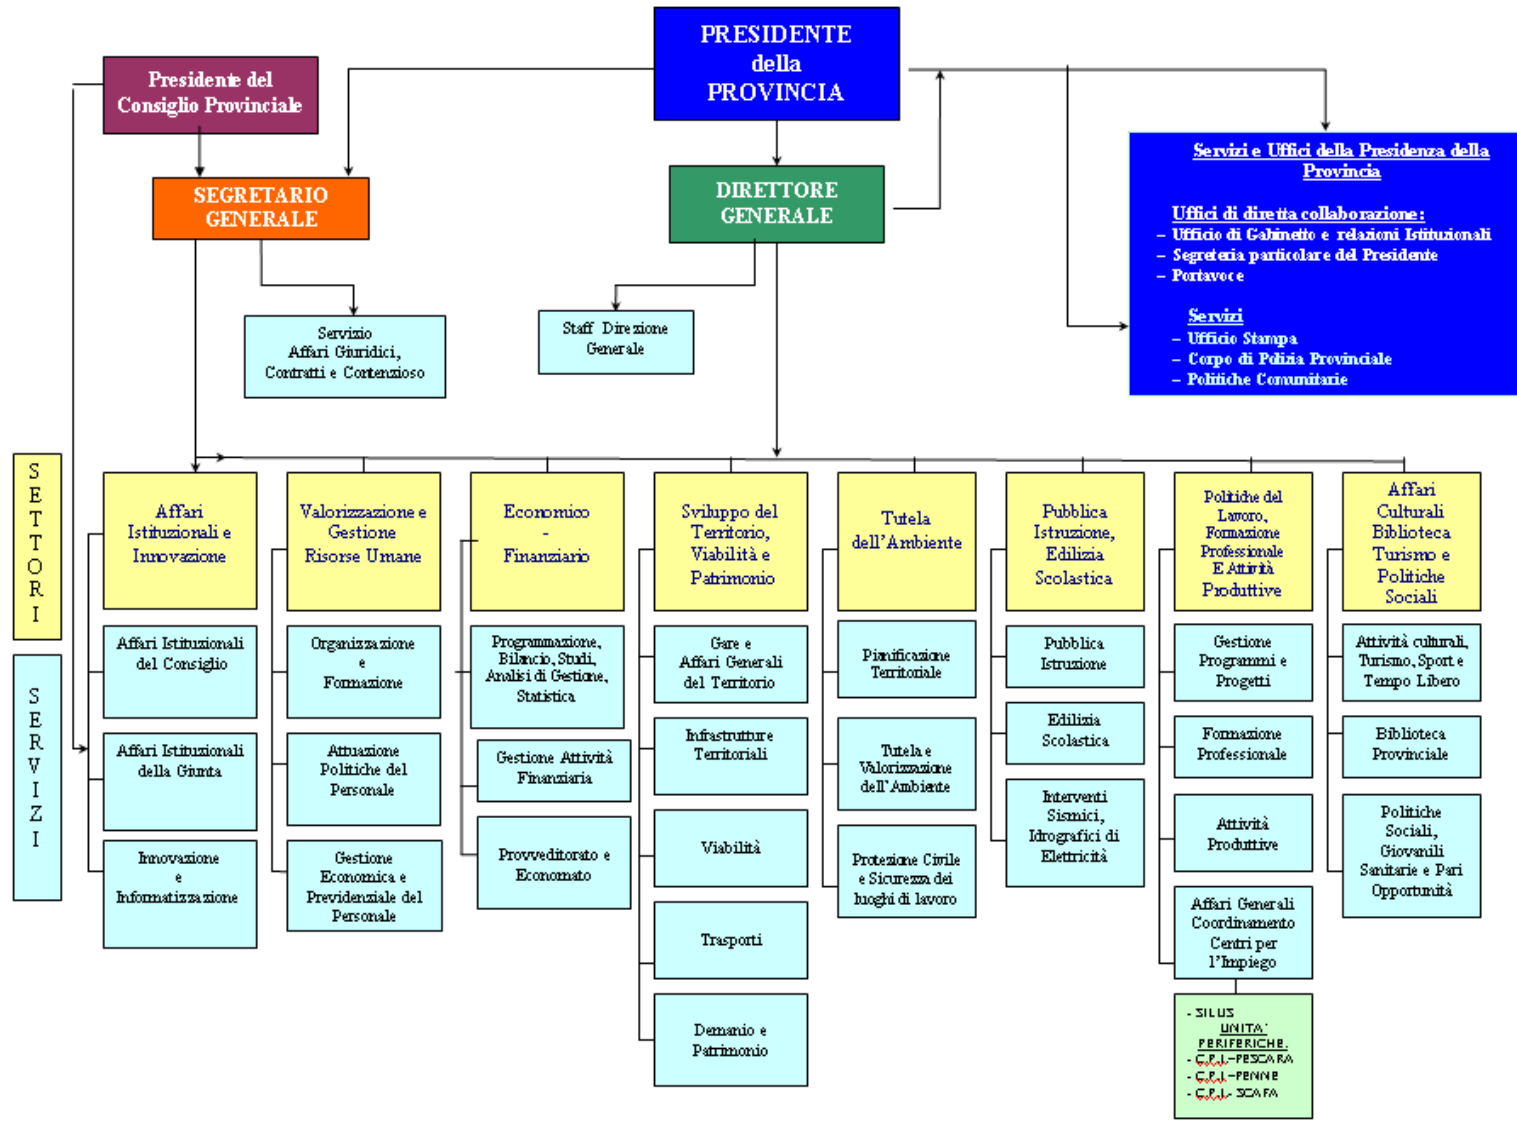 PRESIDENTE
della
PROVINCIA
Presidente del
Consiglio Provinciale
SEGRETARIO
GENERALE
DIRETTORE
GENERALE
Servizi e Uffici della Presidenza della
Provincia
Uffici di diretta collaborazione:
– Ufficio di Gabinetto e relazioni Istituzionali
– Segreteria particolare del Presidente
– Portavoce
Servizi
– Ufficio Stampa
– Corpo di Polizia Provinciale
– Politiche Comunitarie
Servizio
Affari Giuridici,
Contratti e Contenzioso
Staff Direzione
Generale
S
E
T
T
O
R
I
Affari
Istituzionali e
Innovazione
Valorizzazione e
Gestione
Risorse Umane
Economico
-
Finanziario
Sviluppo del
Territorio,
Viabilità e
Patrimonio
Tutela
dell'Ambiente
Pubblica
Istruzione,
Edilizia
Scolastica
Politiche del
Lavoro,
Formazione
Professionale
E Attività
Produttive
Affari
Culturali
Biblioteca
Turismo e
Politiche
Sociali
S
E
R
V
I
Z
I
Affari Istituzionali
del Consiglio
Affari Istituzionali
della Giunta
Innovazione
e
Informatizzazione
Organizzazione
e
Formazione
Attuazione
Politiche del
Personale
Gestione
Economica e
Previdenziale del
Personale
Programmazione,
Bilancio, Studi,
Analisi di Gestione,
Statistica
Gestione Attività
Finanziaria
Provveditorato e
Economato
Gare e
Affari Generali
del Territorio
Infrastrutture
Territoriali
Viabilità
Trasporti
Demanio e
Patrimonio
Pianificazione
Territoriale
Tutela e
Valorizzazione
dell'Ambiente
Protezione Civile
e Sicurezza dei
luoghi di lavoro
Pubblica
Istruzione
Edilizia
Scolastica
Interventi
Sismici,
Idrografici di
Elettricità
Gestione
Programmi e
Progetti
Formazione
Professionale
Attività
Produttive
Affari Generali
Coordinamento
Centri per
l'Impiego
- SILUS
UNITA'
PERIFERICHE.
- C.P.I.-PESCARA
- C.P.I.-PENNE
- C.P.I.- SCAFA
Attività culturali,
Turismo, Sport e
Tempo Libero
Biblioteca
Provinciale
Politiche
Sociali,
Giovanili
Sanitarie e Pari
Opportunità